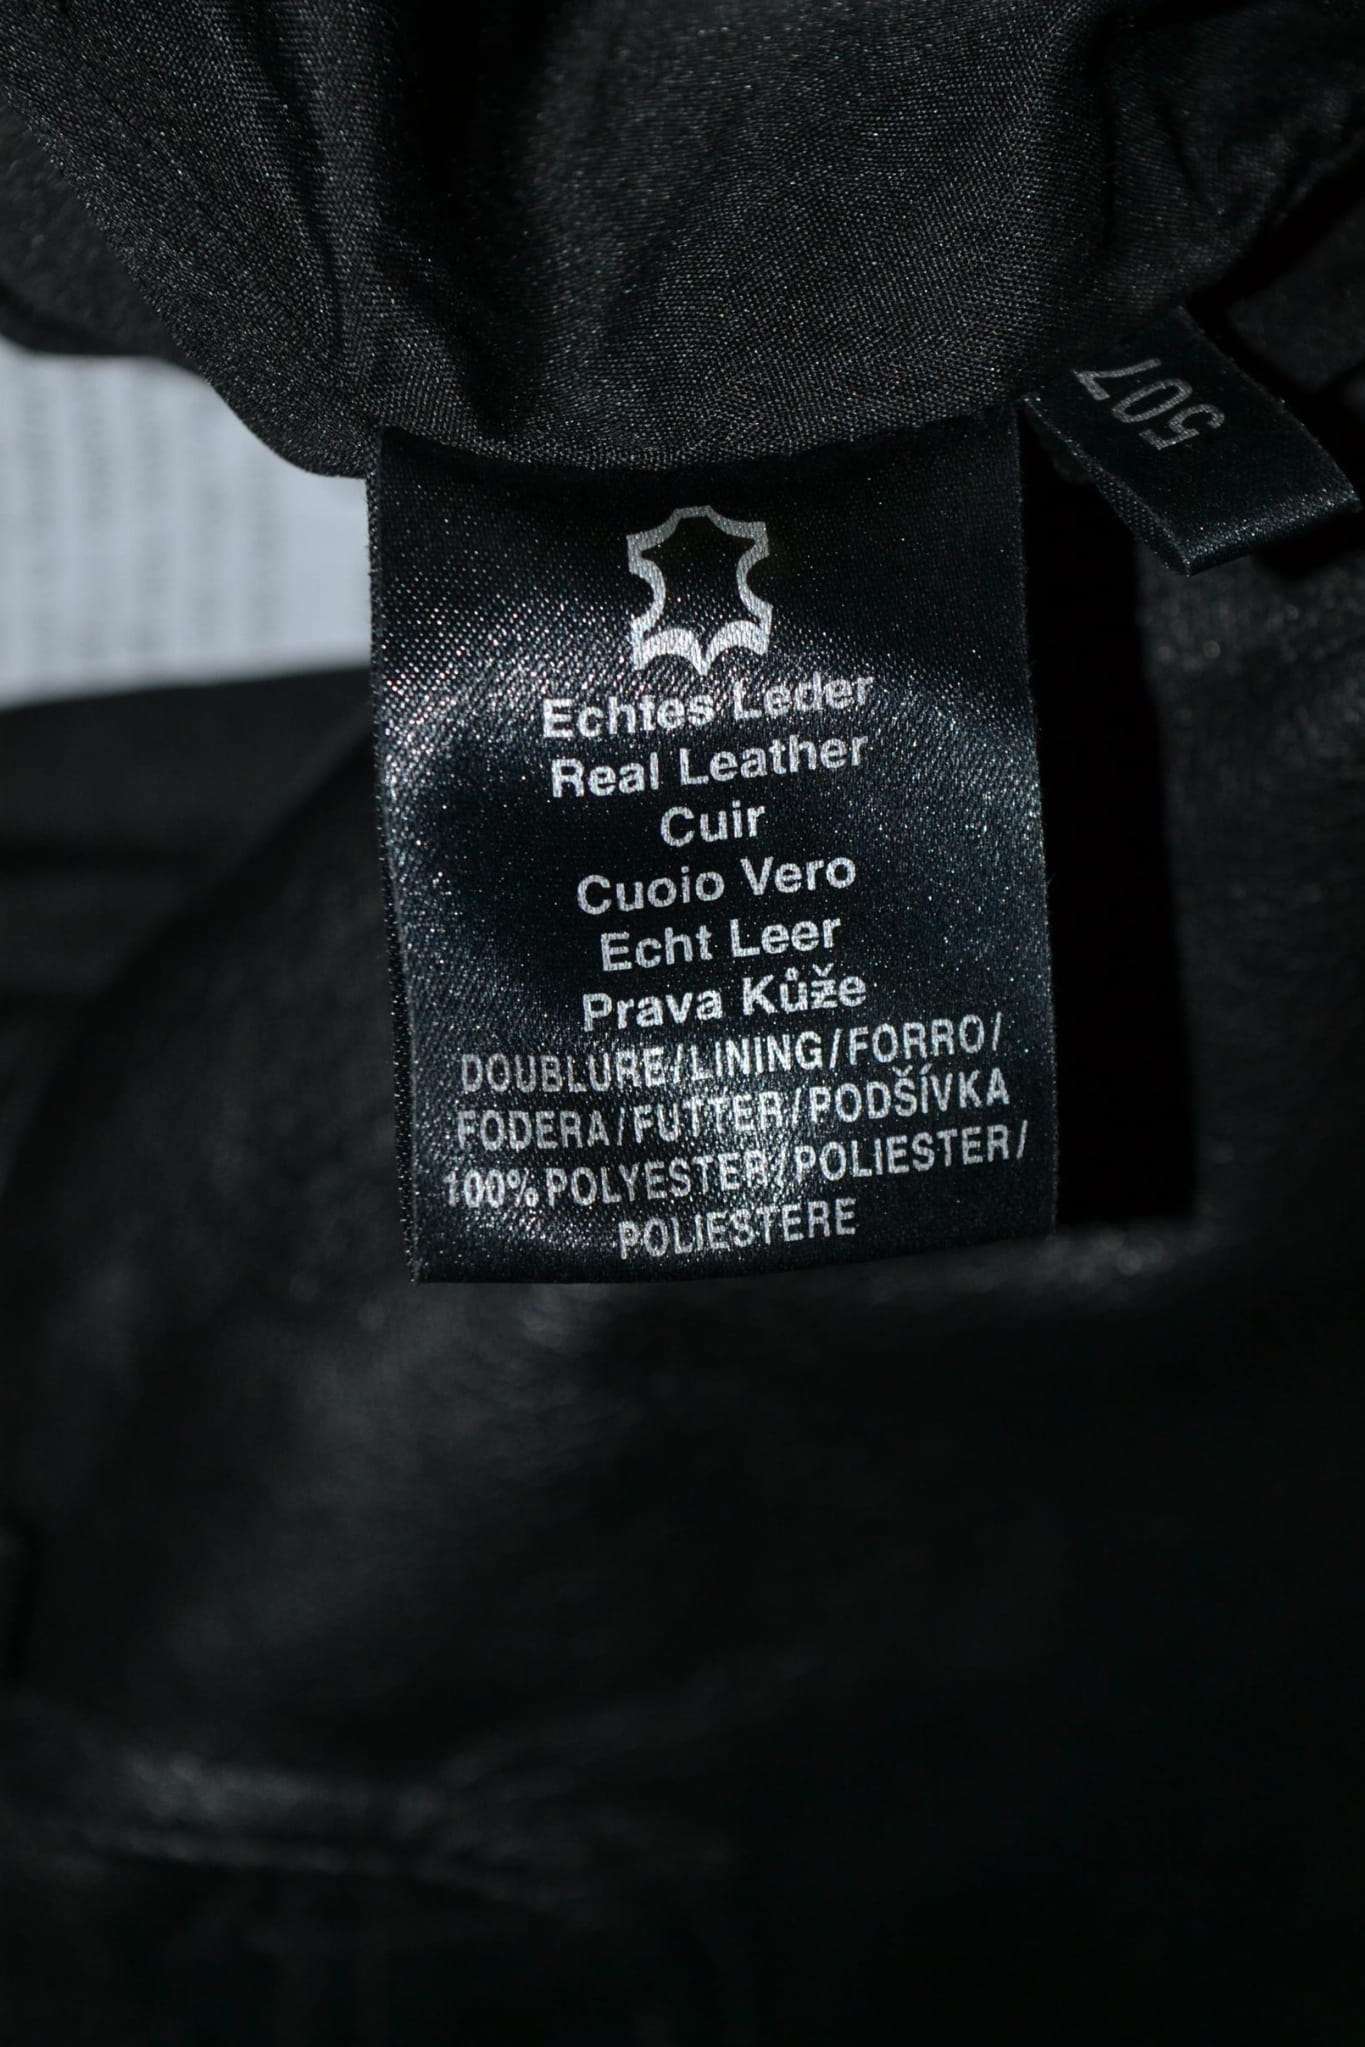 507
Echtes Leder
Real Leather
Cuir
Cuoio Vero
Echt Leer
Prava Kůže
DOUBLURE/LINING/FORRO/
FODERA/FUTTER/PODŠÍVKA
100% POLYESTER/POLIESTER/
POLIESTERE